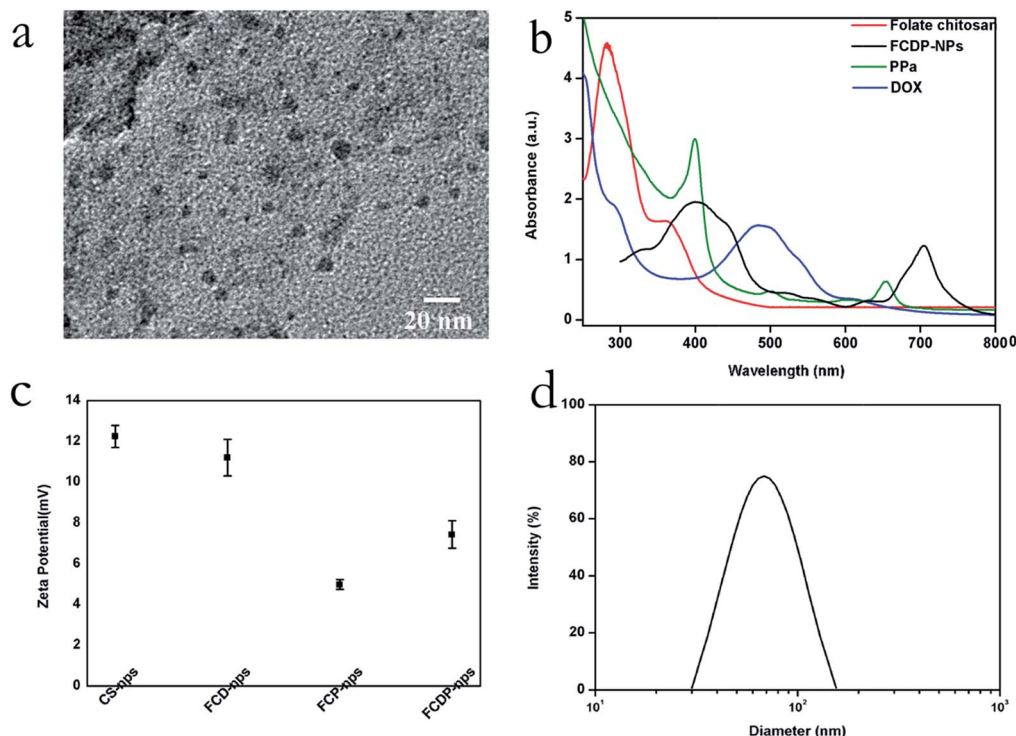 a
20 nm
b
Absorbance (a.u.)
5
4
3
2
1
0
300 400 500 600 700 800 0
Wavelength (nm)
Folate chitosan
FCDP-NPs
PPa
DOX
c
Zeta Potential(mV)
14
12
10
8
6
4
2
0
CS-nps FCD-nps FCP-nps FCDP-nps
d
Intensity (%)
100
80
60
40
20
0
10¹ 10² 10³
Diameter (nm)